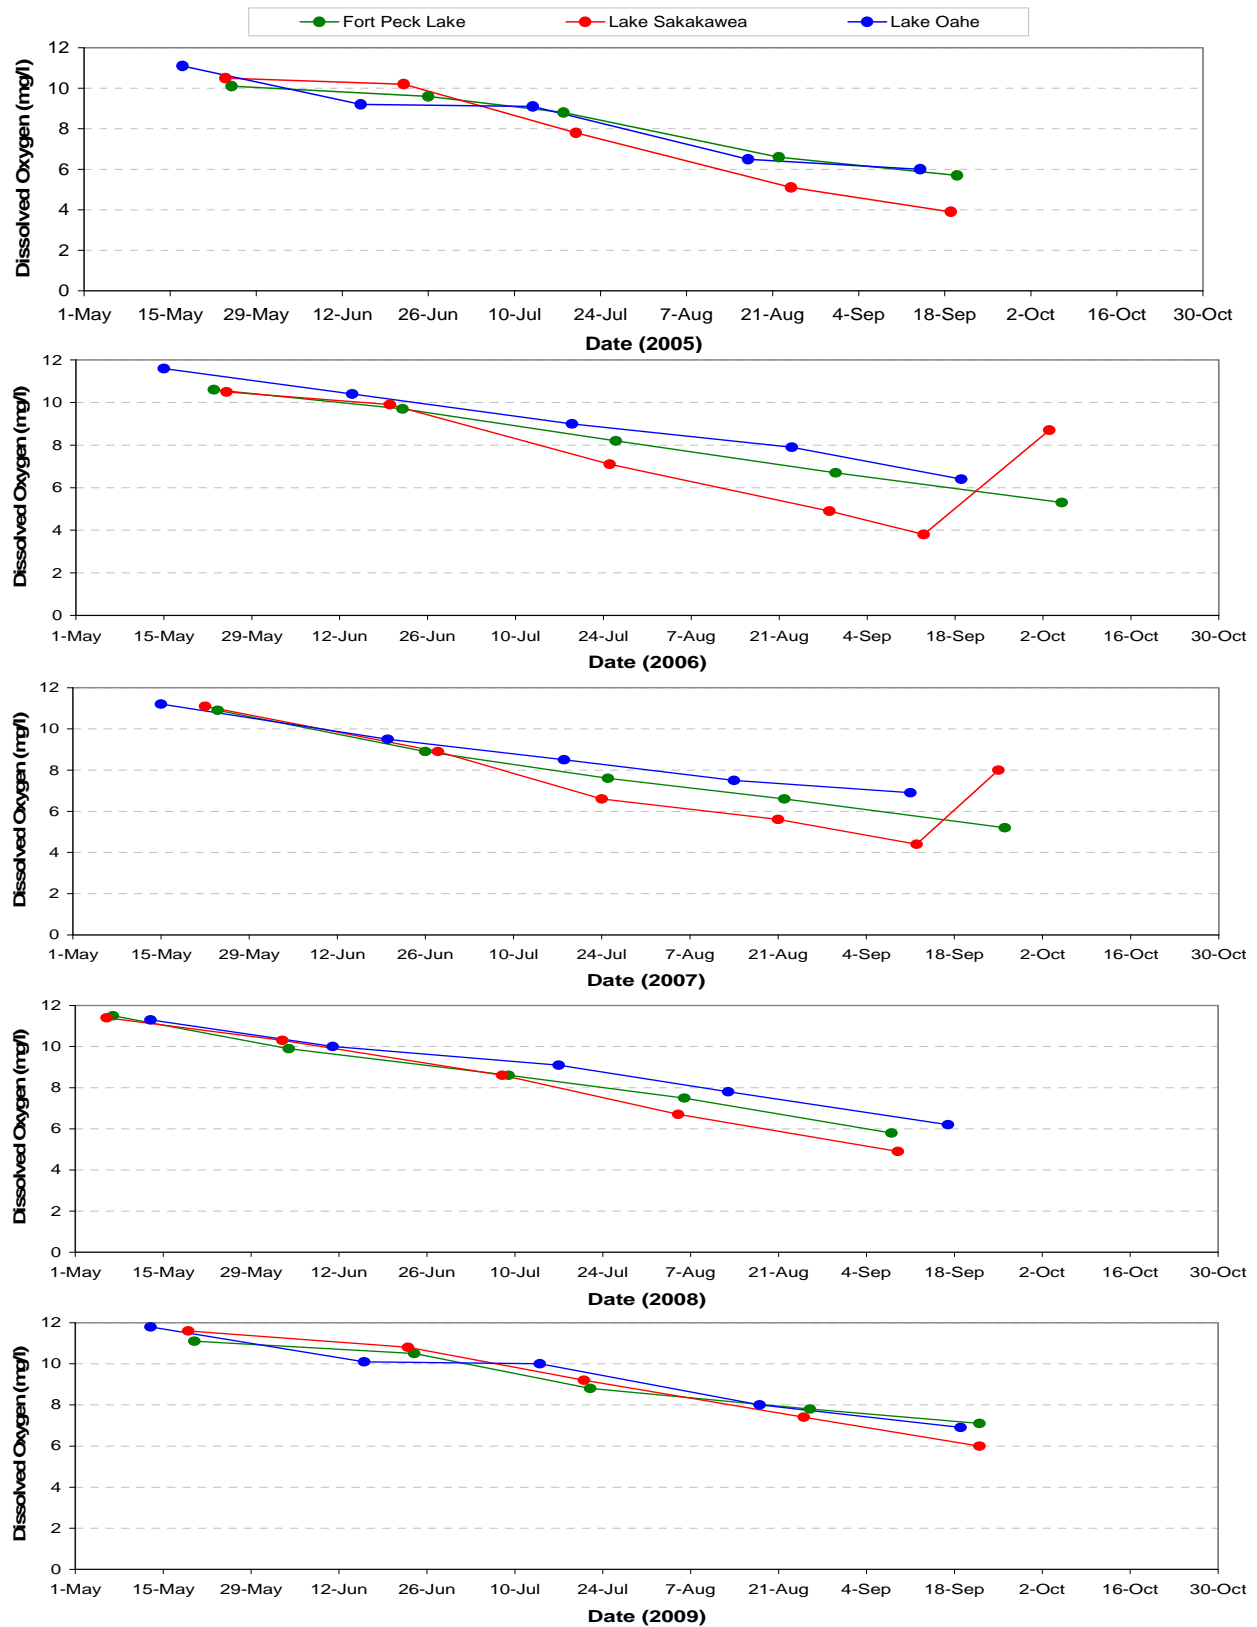 Fort Peck Lake Lake Sakakawea Lake Oahe
Dissolved Oxygen (mg/l)
12
10
8
6
4
2
0
1-May 15-May 29-May 12-Jun 26-Jun 10-Jul 24-Jul 7-Aug 21-Aug 4-Sep 18-Sep 2-Oct 16-Oct 30-Oct
Date (2005)
Dissolved Oxygen (mg/l)
12
10
8
6
4
2
0
1-May 15-May 29-May 12-Jun 26-Jun 10-Jul 24-Jul 7-Aug 21-Aug 4-Sep 18-Sep 2-Oct 16-Oct 30-Oct
Date (2006)
Dissolved Oxygen (mg/l)
12
10
8
6
4
2
0
1-May 15-May 29-May 12-Jun 26-Jun 10-Jul 24-Jul 7-Aug 21-Aug 4-Sep 18-Sep 2-Oct 16-Oct 30-Oct
Date (2007)
Dissolved Oxygen (mg/l)
12
10
8
6
4
2
0
1-May 15-May 29-May 12-Jun 26-Jun 10-Jul 24-Jul 7-Aug 21-Aug 4-Sep 18-Sep 2-Oct 16-Oct 30-Oct
Date (2008)
Dissolved Oxygen (mg/l)
12
10
8
6
4
2
0
1-May 15-May 29-May 12-Jun 26-Jun 10-Jul 24-Jul 7-Aug 21-Aug 4-Sep 18-Sep 2-Oct 16-Oct 30-Oct
Date (2009)